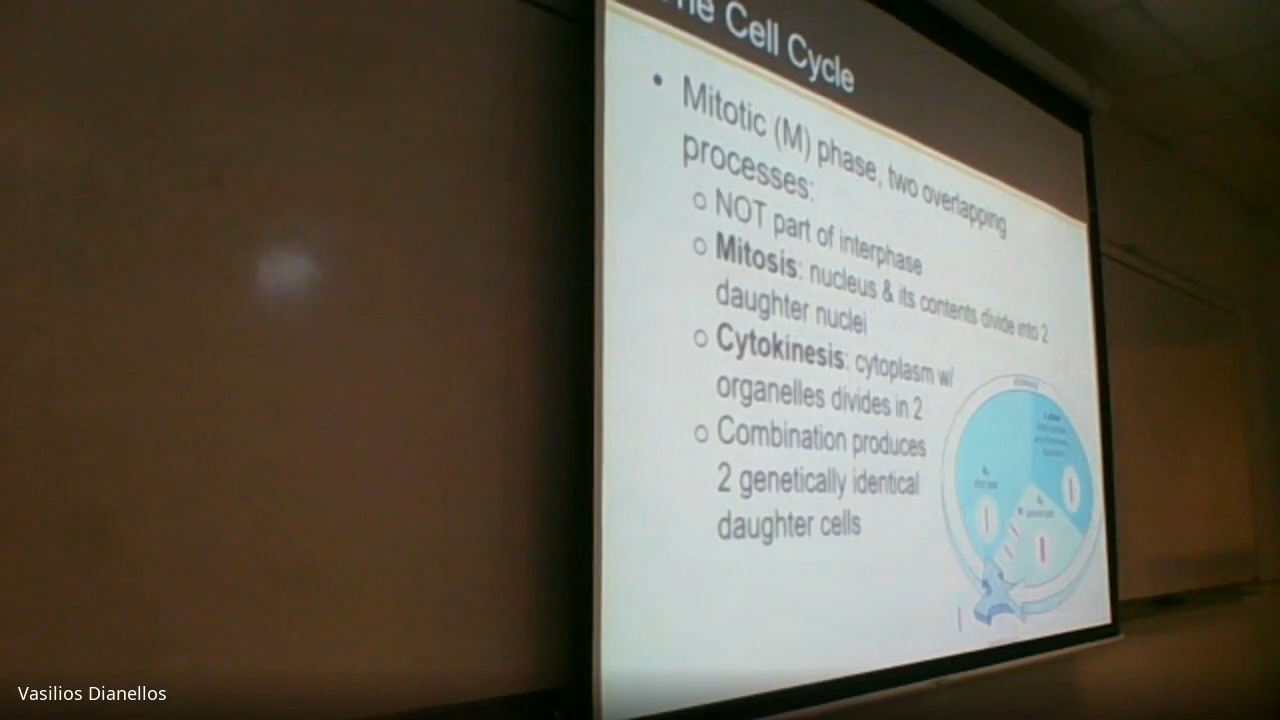 The Cell Cycle
• Mitotic (M) phase, two overlapping
processes:
o NOT part of interphase
o Mitosis: nucleus & its contents divide into 2
daughter nuclei
o Cytokinesis: cytoplasm w/
organelles divides in 2
o Combination produces
2 genetically identical
daughter cells
Vasilios Dianellos